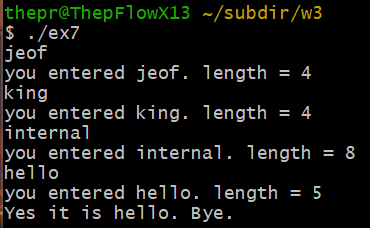 thepr@ThepFlowX13 ~/subdir/w3
$ ./ex7
jeof
you entered jeof. length = 4
king
you entered king. length = 4
internal
you entered internal. length = 8
hello
you entered hello. length = 5
Yes it is hello. Bye.